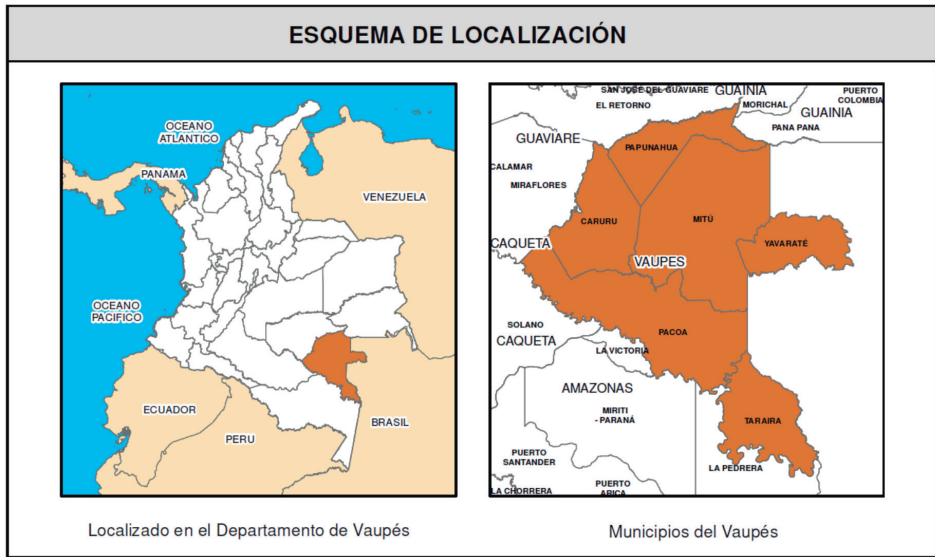 ESQUEMA DE LOCALIZACIÓN
OCEANO
ATLANTICO
PANAMA
VENEZUELA
OCEANO
PACIFICO
ECUADOR
PERU
BRASIL
Localizado en el Departamento de Vaupés
SAN JOSÉ DEL GUAVIARE
GUAINIA
PUERTO
COLOMBIA
EL RETORNO
MORICHAL
GUAINIA
PANA PANA
GUAVIARE
PAPUNAHUA
CALAMAR
MIRAFLORES
CARURU
MITÚ
YAVARATÉ
CAQUETA
VAUPES
SOLANO
CAQUETA
PACOA
LA VICTORIA
AMAZONAS
MIRITI
- PARANÁ
TARAIRA
PUERTO
SANTANDER
LA PEDRERA
PUERTO
ARICA
LA CHORRERA
Municipios del Vaupés